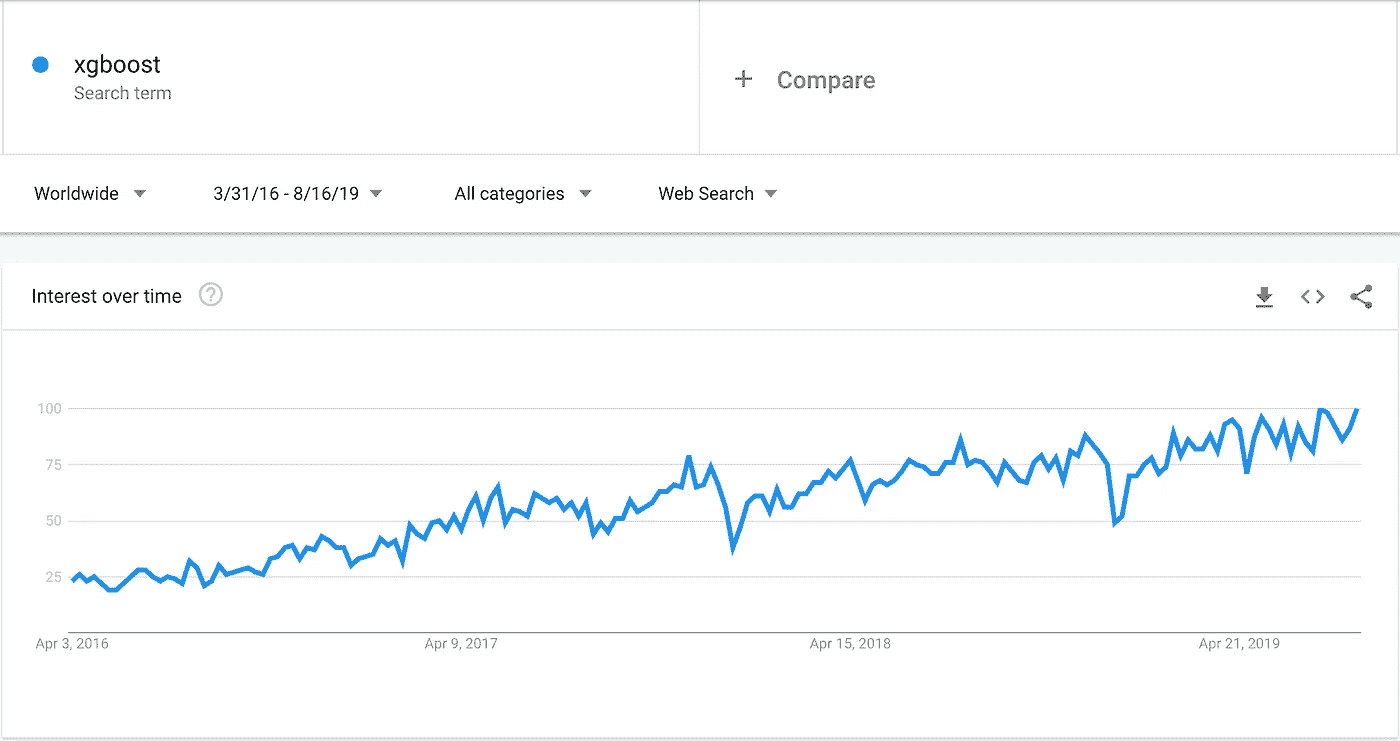 xgboost
Search term
+ Compare
Worldwide
3/31/16 - 8/16/19
All categories
Web Search
Interest over time ?
100
75
50
25
Apr 3, 2016
Apr 9, 2017
Apr 15, 2018
Apr 21, 2019